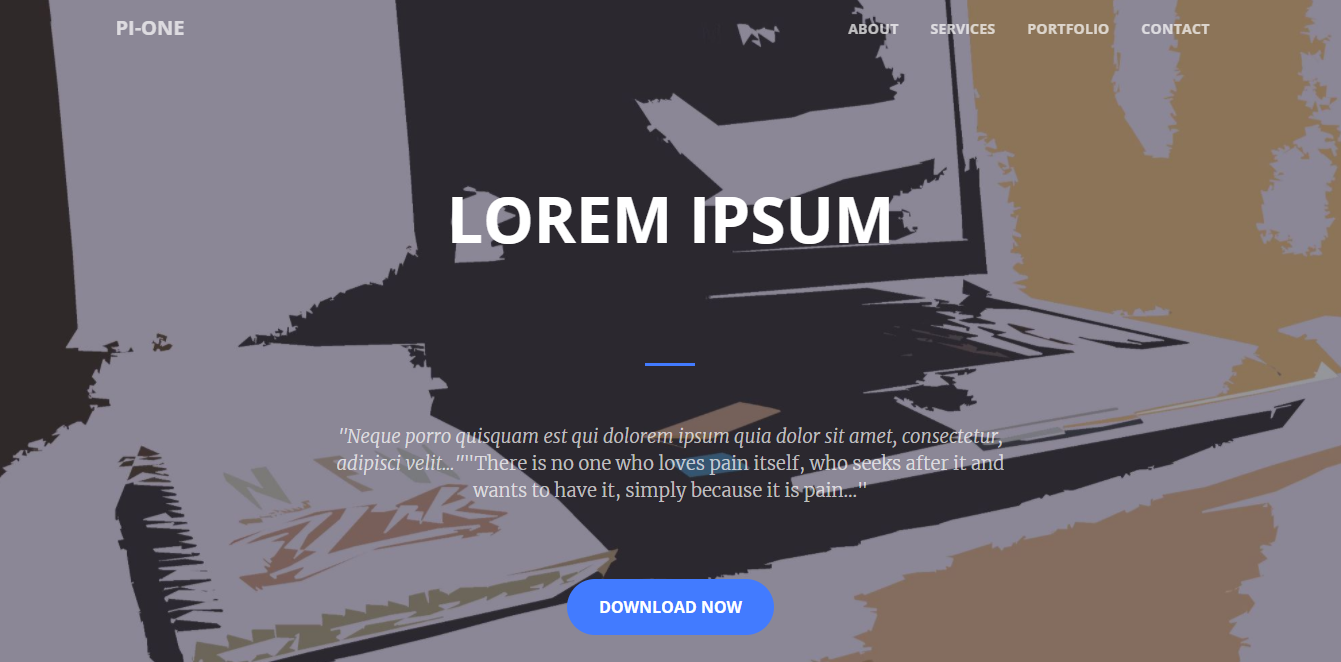 PI-ONE ABOUT SERVICES PORTFOLIO CONTACT
LOREM IPSUM
"Neque porro quisquam est qui dolorem ipsum quia dolor sit amet, consectetur,
adipisci velit...""There is no one who loves pain itself, who seeks after it and
wants to have it, simply because it is pain..."
DOWNLOAD NOW